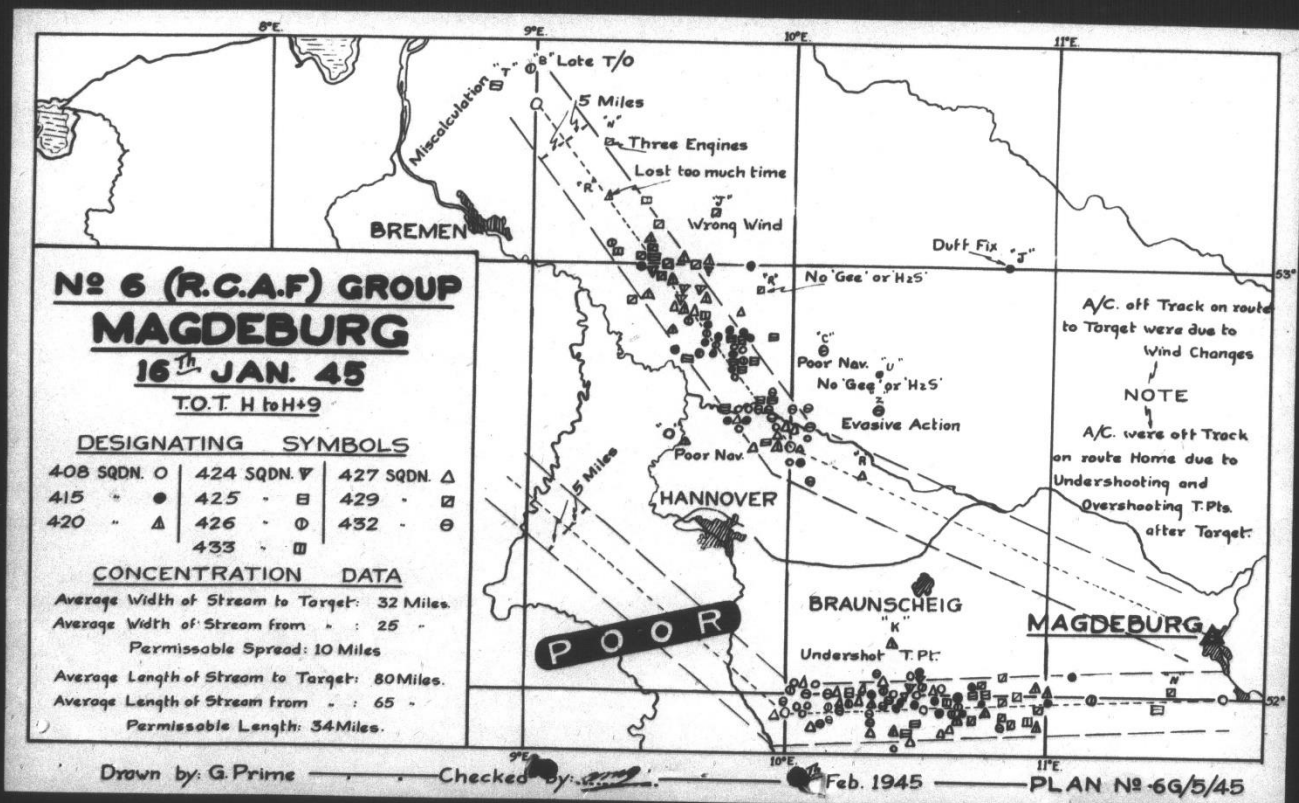 8°E.
9°E.
10°E.
11°E.
"T"
"B" Late T/O
Miscalculation
5 Miles
"N"
Three Engines
"R"
Lost too much time
"J"
Wrong Wind
BREMEN
Duff Fix "J"
53°
"R" No 'Gee' or 'H2S'
A/C. off Track on route
to Target were due to
Wind Changes
NOTE
A/C. were off Track
on route Home due to
Undershooting and
Overshooting T.Pts.
after Target.
"C"
Poor Nav.
"U"
No 'Gee' or 'H2S'
"Z"
Evasive Action
Poor Nav.
"R"
HANNOVER
5 Miles
No 6 (R.C.A.F) GROUP
MAGDEBURG
16TH JAN. 45
T.O.T. H to H+9
DESIGNATING SYMBOLS
408 SQDN. 424 SQDN. 427 SQDN.
415 " 425 " 429 "
420 " 426 " 432 "
433 "
CONCENTRATION DATA
Average Width of Stream to Target: 32 Miles.
Average Width of Stream from " : 25 "
Permissable Spread: 10 Miles
Average Length of Stream to Target: 80 Miles.
Average Length of Stream from " : 65 "
Permissable Length: 34 Miles.
POOR
BRAUNSCHEIG
"K"
Undershot T.Pt.
MAGDEBURG
"N"
52°
9°E.
10°E.
11°E.
Drawn by: G. Prime
Checked by:
Feb. 1945
PLAN No 6G/5/45